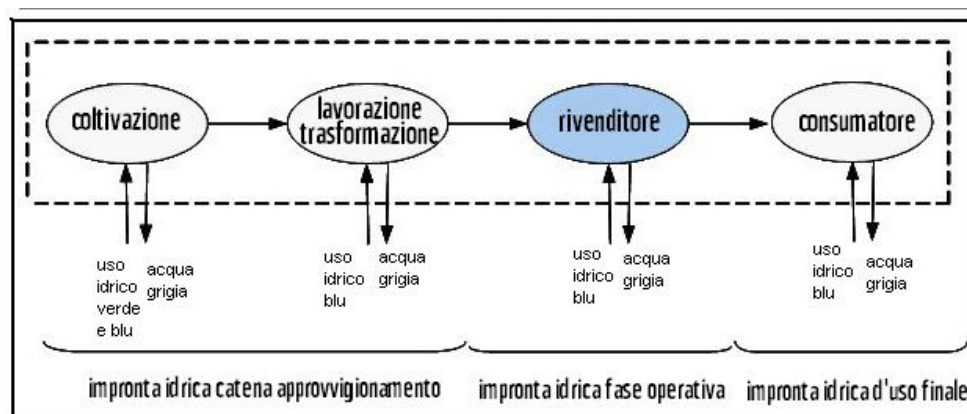 coltivazione
lavorazione
trasformazione
rivenditore
consumatore
uso
idrico
verde
e blu
acqua
grigia
uso
idrico
blu
acqua
grigia
uso
idrico
blu
acqua
grigia
uso
idrico
blu
acqua
grigia
impronta idrica catena approvvigionamento
impronta idrica fase operativa
impronta idrica d'uso finale